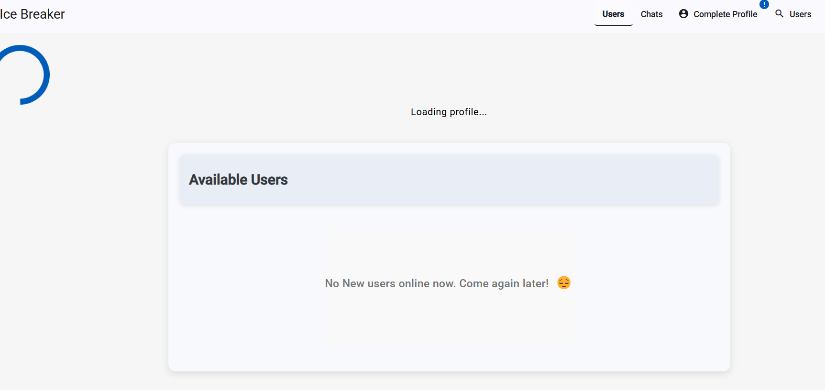 Ice Breaker
Users Chats Complete Profile ! Users
Loading profile...
Available Users
No New users online now. Come again later! 😔